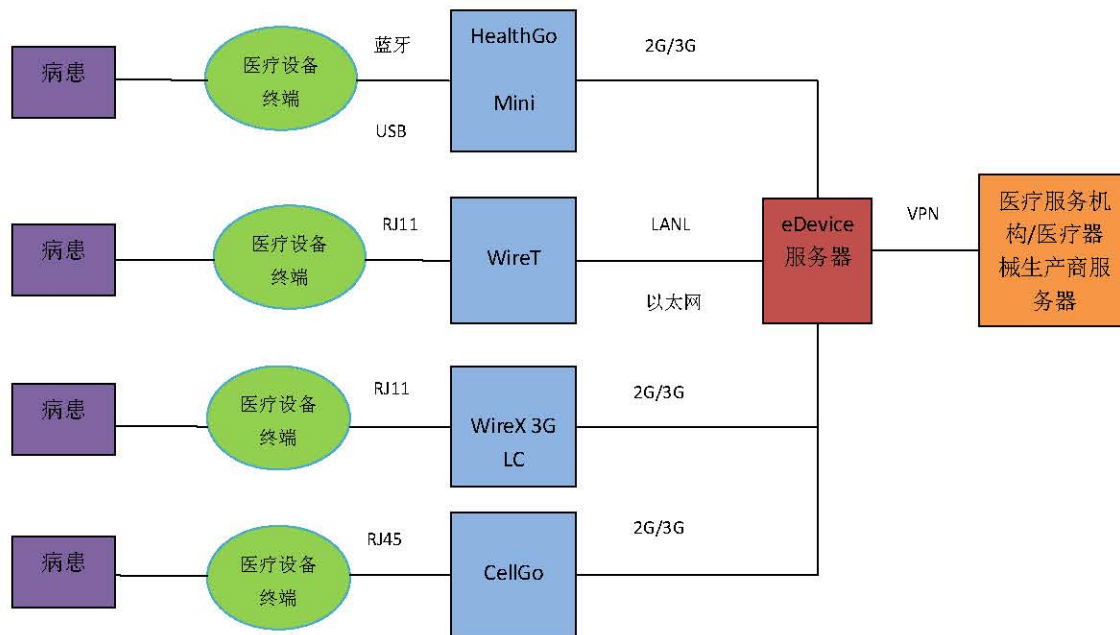 病患
医疗设备
终端
蓝牙
USB
HealthGo
Mini
2G/3G
病患
医疗设备
终端
RJ11
WireT
LANL
以太网
eDevice
服务器
VPN
医疗服务机
构/医疗器
械生产商服
务器
病患
医疗设备
终端
RJ11
WireX 3G
LC
2G/3G
病患
医疗设备
终端
RJ45
CellGo
2G/3G